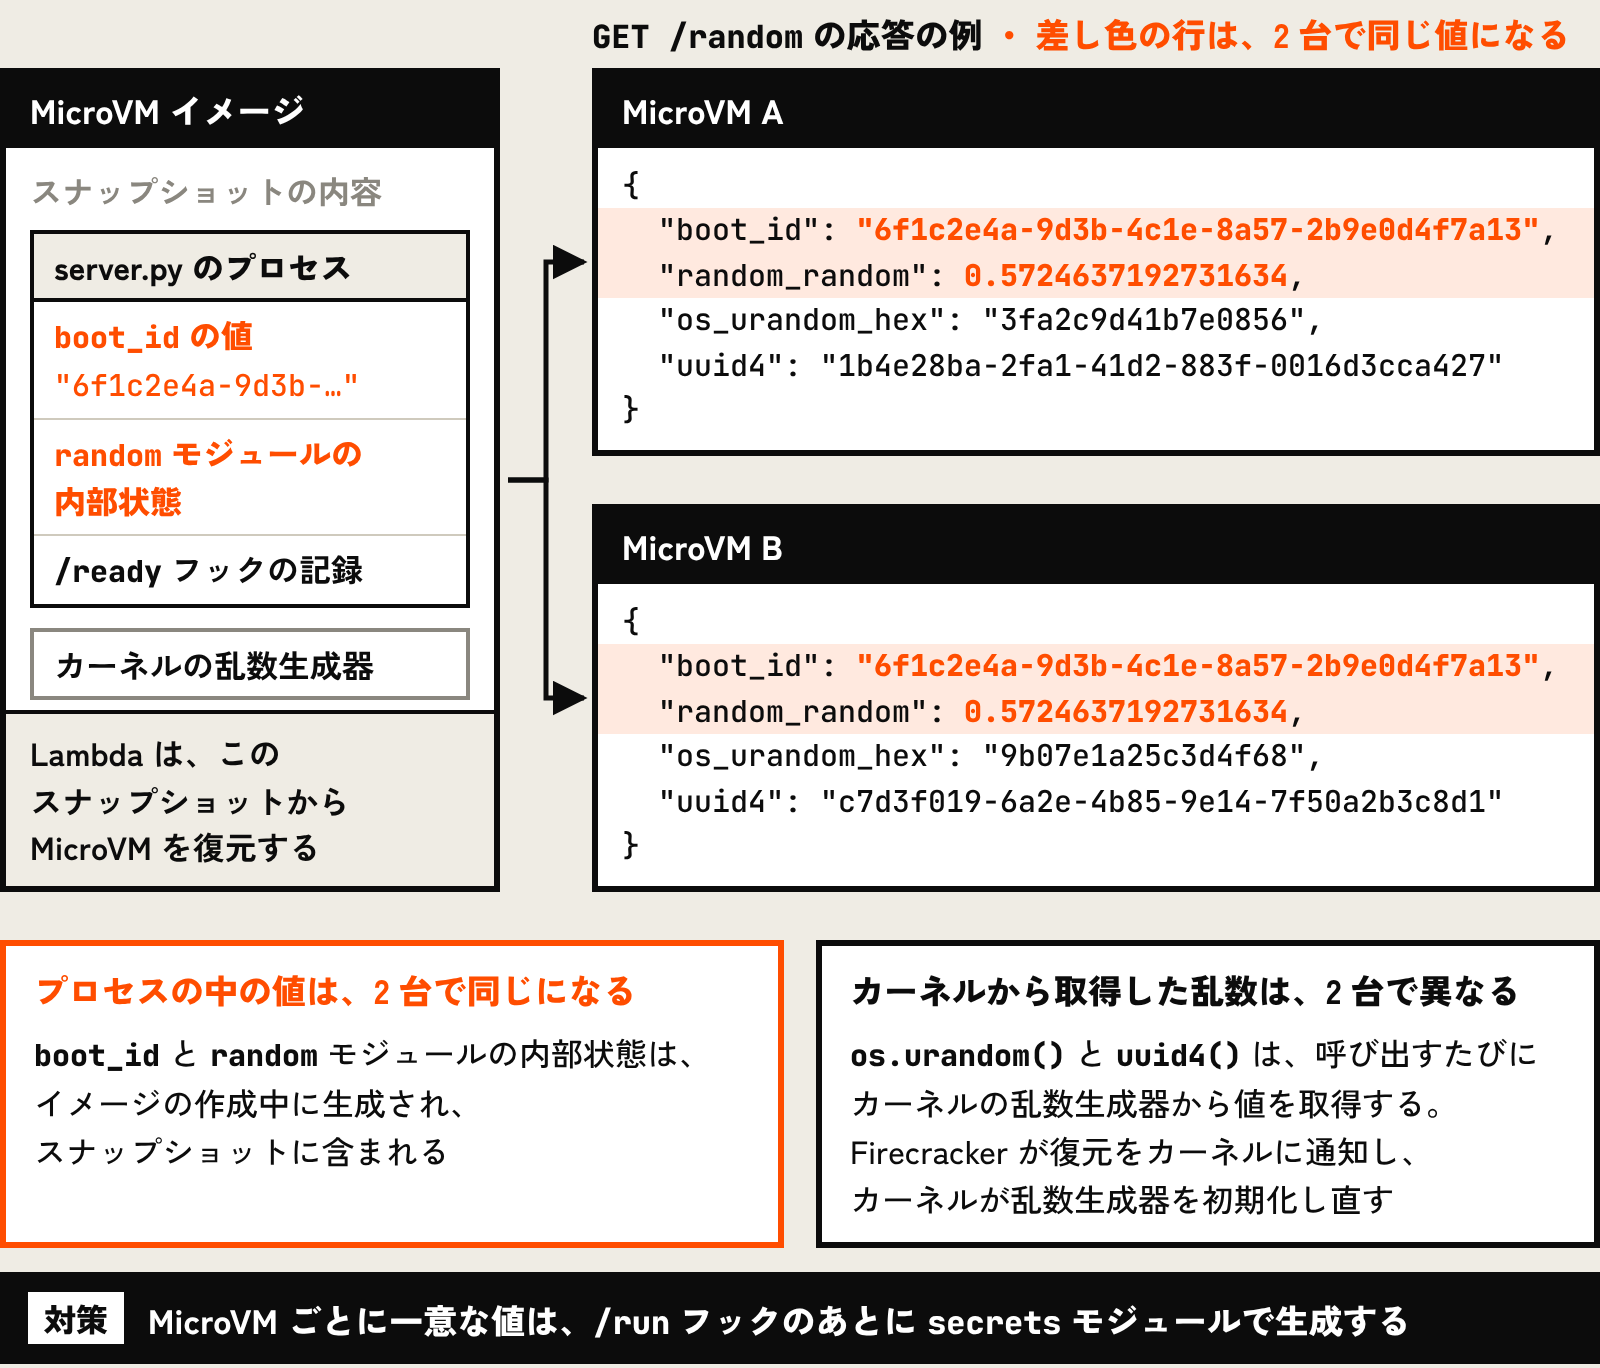 GET /random の応答の例 ・ 差し色の行は、2 台で同じ値になる
MicroVM イメージ
スナップショットの内容
server.py のプロセス
boot_id の値
"6f1c2e4a-9d3b-…"
random モジュールの
内部状態
/ready フックの記録
カーネルの乱数生成器
Lambda は、この
スナップショットから
MicroVM を復元する
MicroVM A
{
"boot_id": "6f1c2e4a-9d3b-4c1e-8a57-2b9e0d4f7a13",
"random_random": 0.5724637192731634,
"os_urandom_hex": "3fa2c9d41b7e0856",
"uuid4": "1b4e28ba-2fa1-41d2-883f-0016d3cca427"
}
MicroVM B
{
"boot_id": "6f1c2e4a-9d3b-4c1e-8a57-2b9e0d4f7a13",
"random_random": 0.5724637192731634,
"os_urandom_hex": "9b07e1a25c3d4f68",
"uuid4": "c7d3f019-6a2e-4b85-9e14-7f50a2b3c8d1"
}
プロセスの中の値は、2 台で同じになる
boot_id と random モジュールの内部状態は、
イメージの作成中に生成され、
スナップショットに含まれる
カーネルから取得した乱数は、2 台で異なる
os.urandom() と uuid4() は、呼び出すたびに
カーネルの乱数生成器から値を取得する。
Firecracker が復元をカーネルに通知し、
カーネルが乱数生成器を初期化し直す
対策 MicroVM ごとに一意な値は、/run フックのあとに secrets モジュールで生成する